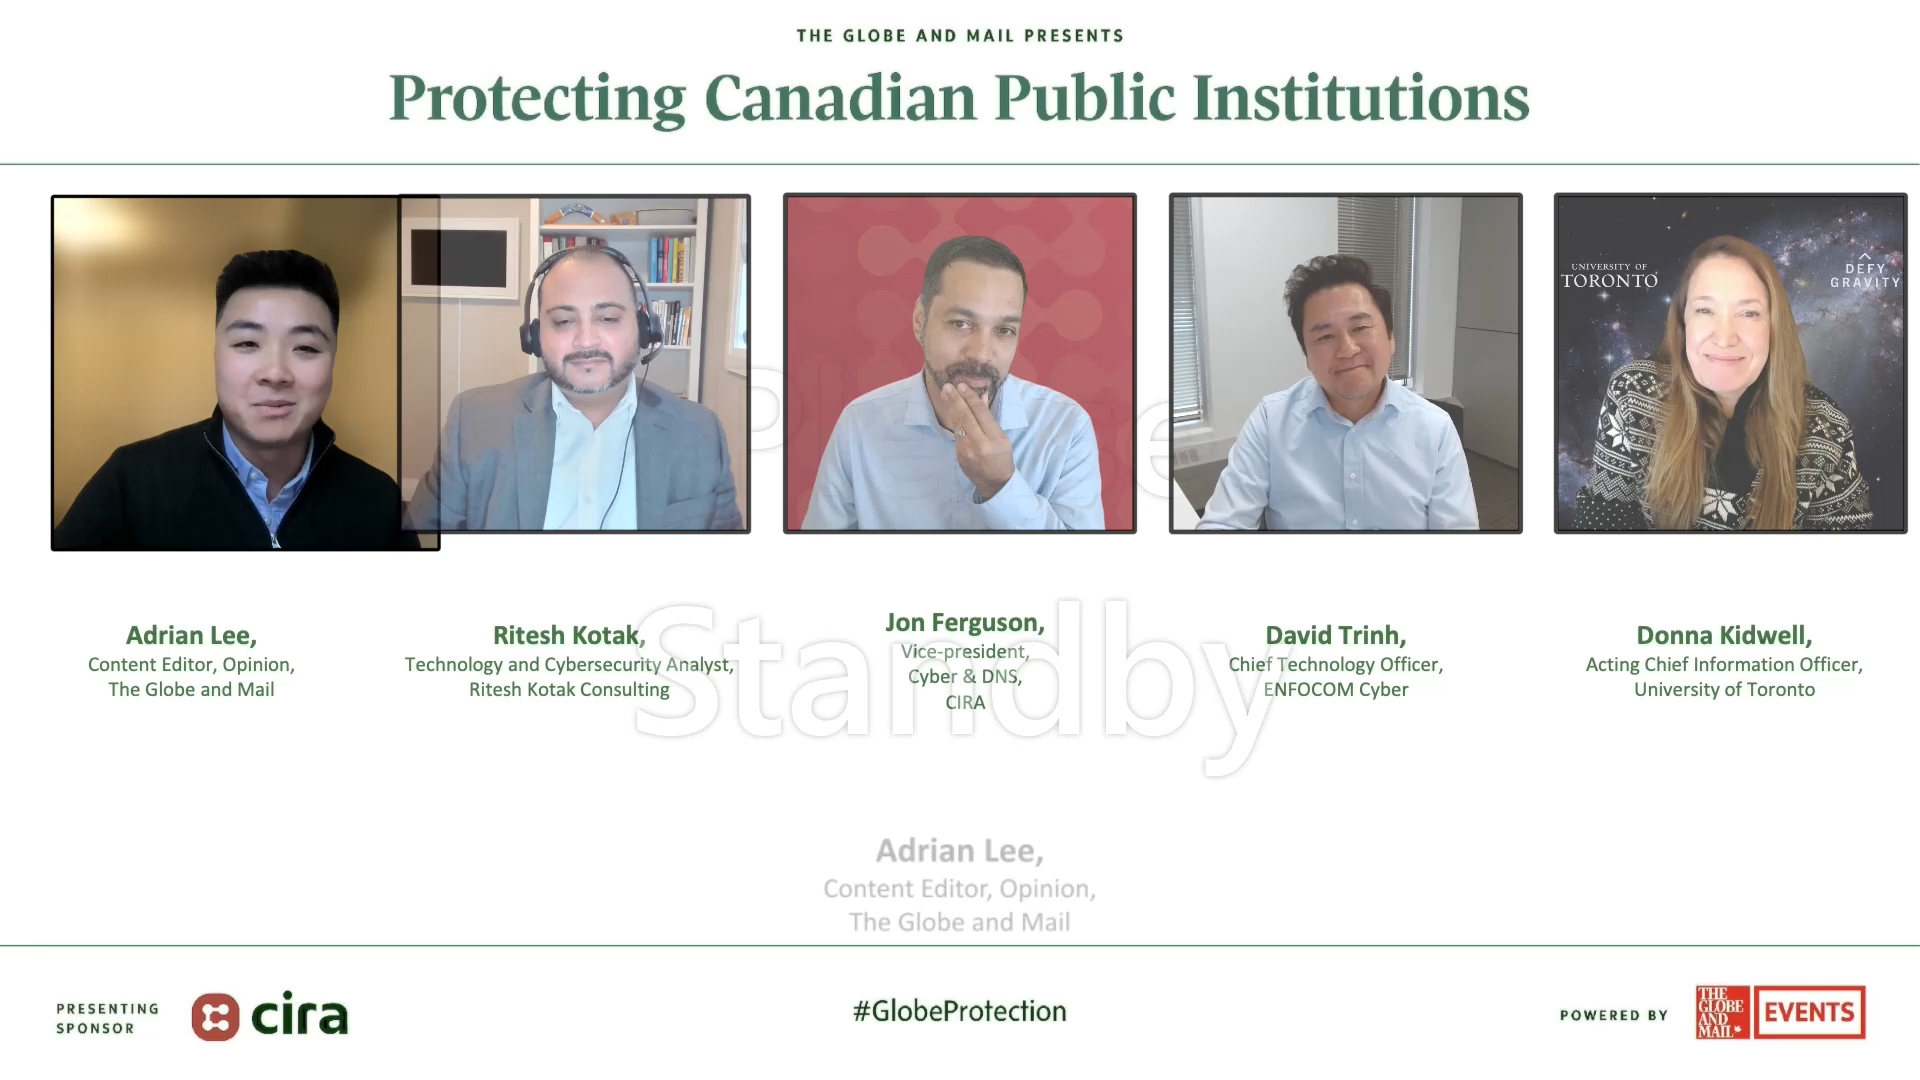 THE GLOBE AND MAIL PRESENTS
Protecting Canadian Public Institutions
UNIVERSITY OF
TORONTO
DEFY
GRAVITY
Please
Adrian Lee,
Content Editor, Opinion,
The Globe and Mail
Ritesh Kotak,
Technology and Cybersecurity Analyst,
Ritesh Kotak Consulting
Jon Ferguson,
Vice-president,
Cyber & DNS,
CIRA
David Trinh,
Chief Technology Officer,
ENFOCOM Cyber
Donna Kidwell,
Acting Chief Information Officer,
University of Toronto
Standby
Adrian Lee,
Content Editor, Opinion,
The Globe and Mail
PRESENTING
SPONSOR
cira
#GlobeProtection
POWERED BY
THE
GLOBE
AND
MAIL
EVENTS